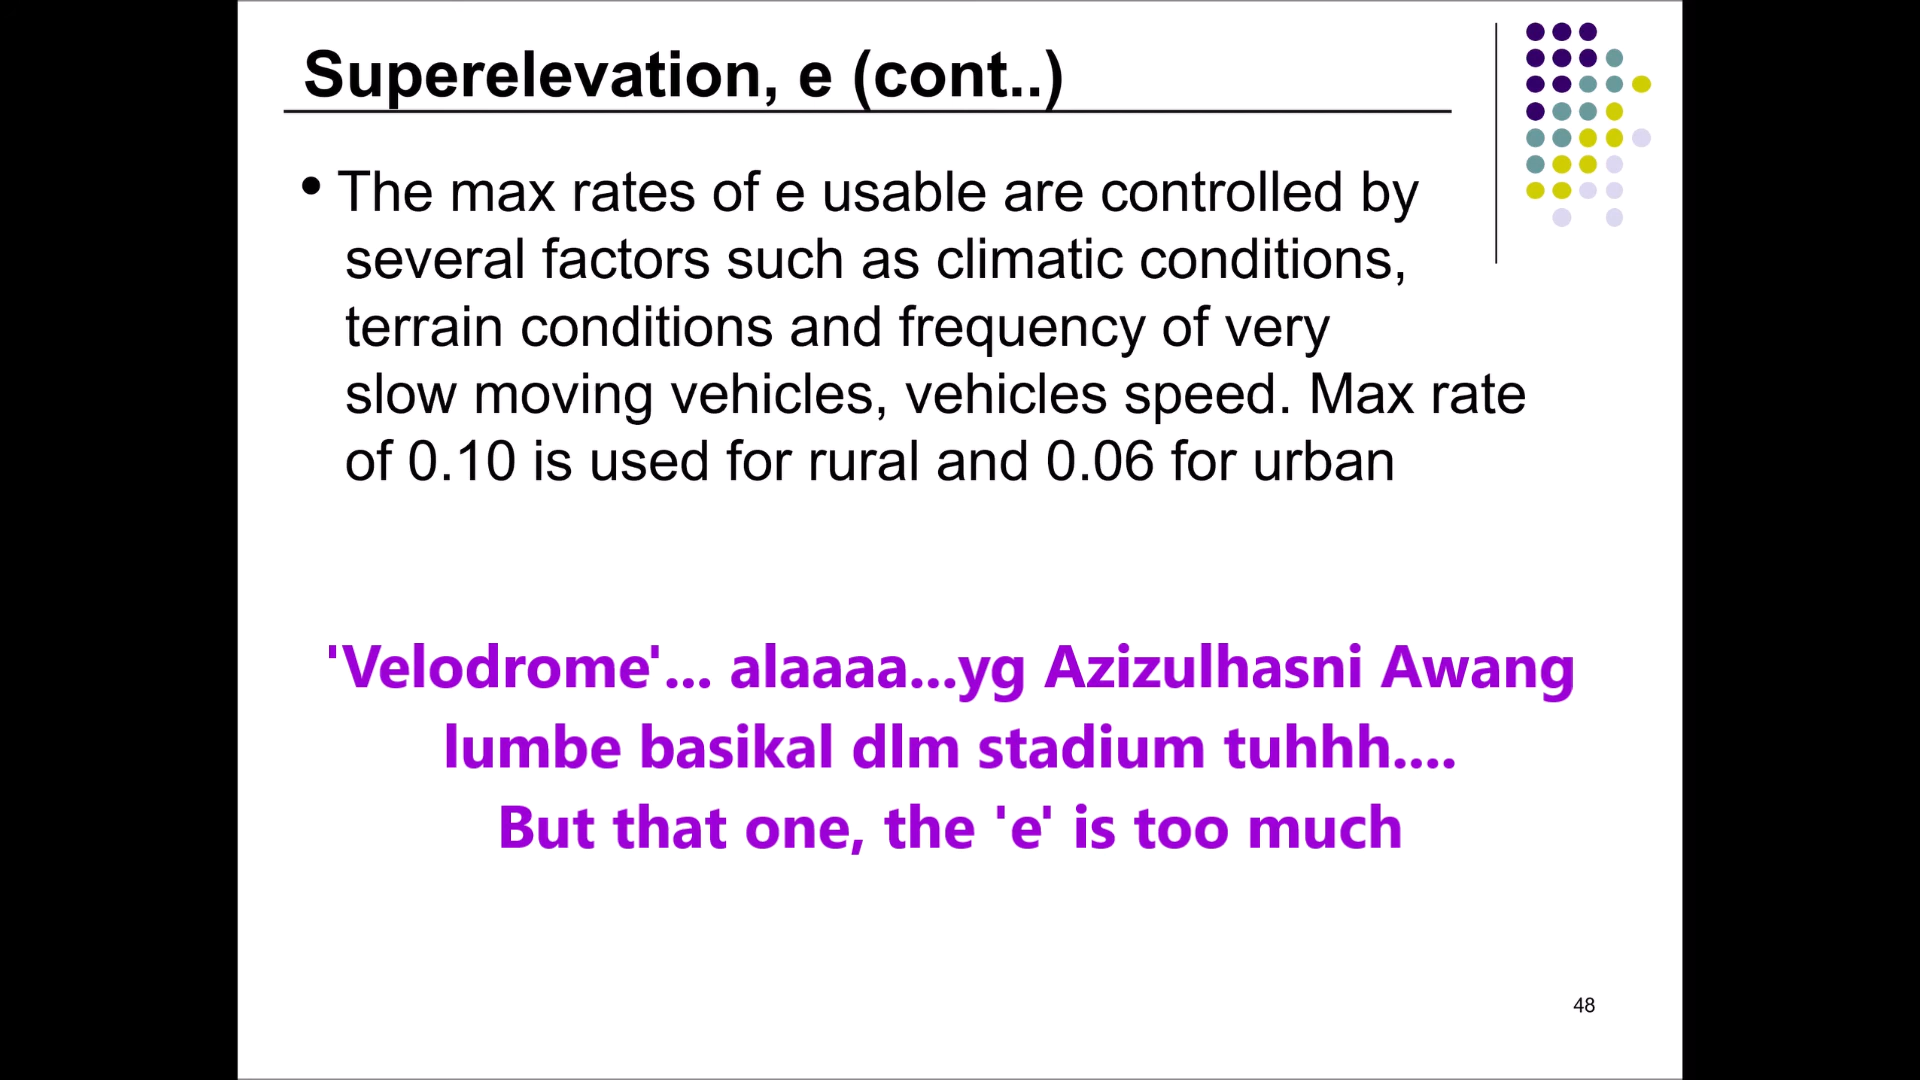 Superelevation, e (cont..)
• The max rates of e usable are controlled by
several factors such as climatic conditions,
terrain conditions and frequency of very
slow moving vehicles, vehicles speed. Max rate
of 0.10 is used for rural and 0.06 for urban
'Velodrome'... alaaaa...yg Azizulhasni Awang
lumbe basikal dlm stadium tuhhh....
But that one, the 'e' is too much
48